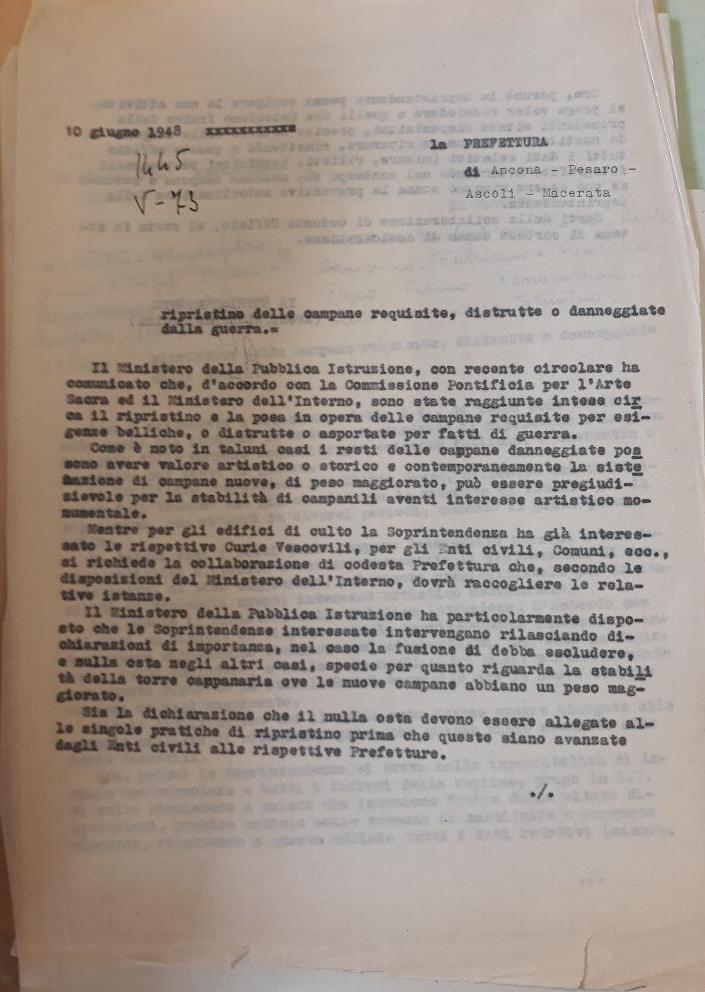 10 giugno 1948 xxxxxxxxxxx
1445
V-73
la PREFETTURA
di Ancona - Pesaro -
Ascoli - Macerata
ripristino delle campane requisite, distrutte o danneggiate
dalla guerra.=
Il Ministero della Pubblica Istruzione, con recente circolare ha
comunicato che, d'accordo con la Commissione Pontificia per l'Arte
Sacra ed il Ministero dell'Interno, sono state raggiunte intese cir
ca il ripristino e la posa in opera delle campane requisite per esi-
genze belliche, o distrutte o asportate per fatti di guerra.
Come è noto in taluni casi i resti delle campane danneggiate pos
sono avere valore artistico o storico e contemporaneamente la siste
mazione di campane nuove, di peso maggiorato, può essere pregiudi-
sievole per la stabilità di campanili aventi interesse artistico mo-
numentale.
Mentre per gli edifici di culto la Soprintendenza ha già interes-
sato le rispettive Curie Vescovili, per gli Enti civili, Comuni, ecc.,
si richiede la collaborazione di codesta Prefettura che, secondo le
disposizioni del Ministero dell'Interno, dovrà raccogliere le rela-
tive istanze.
Il Ministero della Pubblica Istruzione ha particolarmente dispo-
sto che le Soprintendenze interessate intervengano rilasciando di-
chiarazioni di importanza, nel caso la fusione si debba escludere,
e nulla osta negli altri casi, specie per quanto riguarda la stabili
tà della torre campanaria ove le nuove campane abbiano un peso mag-
giorato.
Sia la dichiarazione che il nulla osta devono essere allegate al-
le singole pratiche di ripristino prima che queste siano avanzate
dagli Enti civili alle rispettive Prefetture.
./.